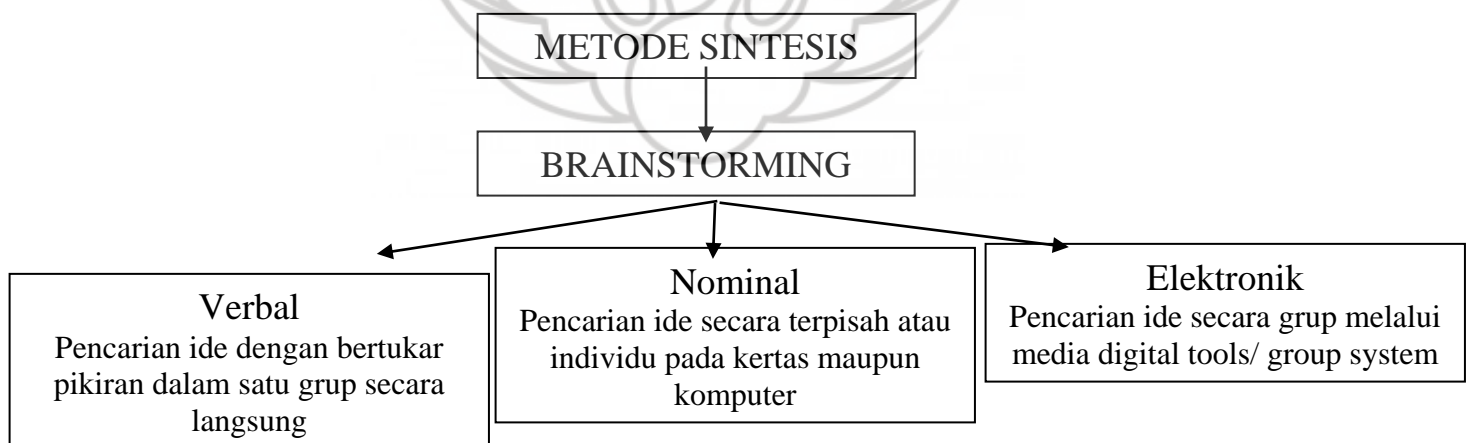 METODE SINTESIS
BRAINSTORMING
Verbal
Pencarian ide dengan bertukar
pikiran dalam satu grup secara
langsung
Nominal
Pencarian ide secara terpisah atau
individu pada kertas maupun
komputer
Elektronik
Pencarian ide secara grup melalui
media digital tools/ group system